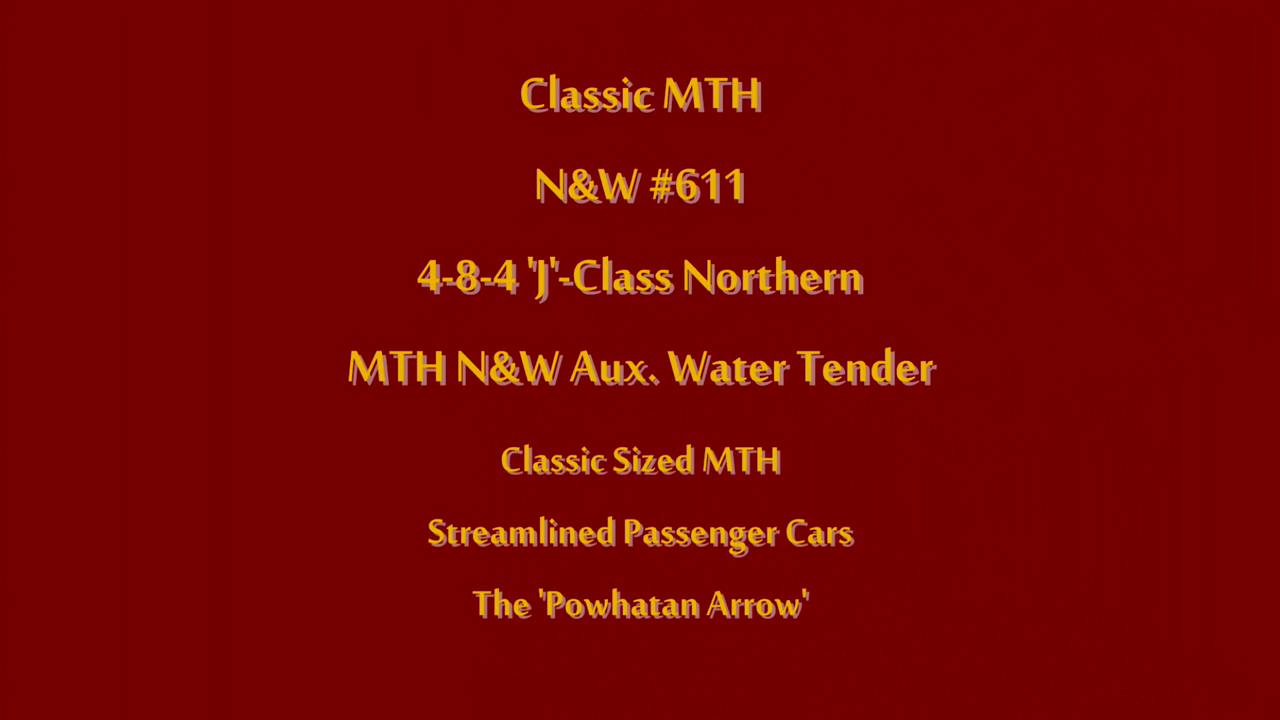 Classic MTH
N&W #611
4-8-4 'J'-Class Northern
MTH N&W Aux. Water Tender
Classic Sized MTH
Streamlined Passenger Cars
The 'Powhatan Arrow'